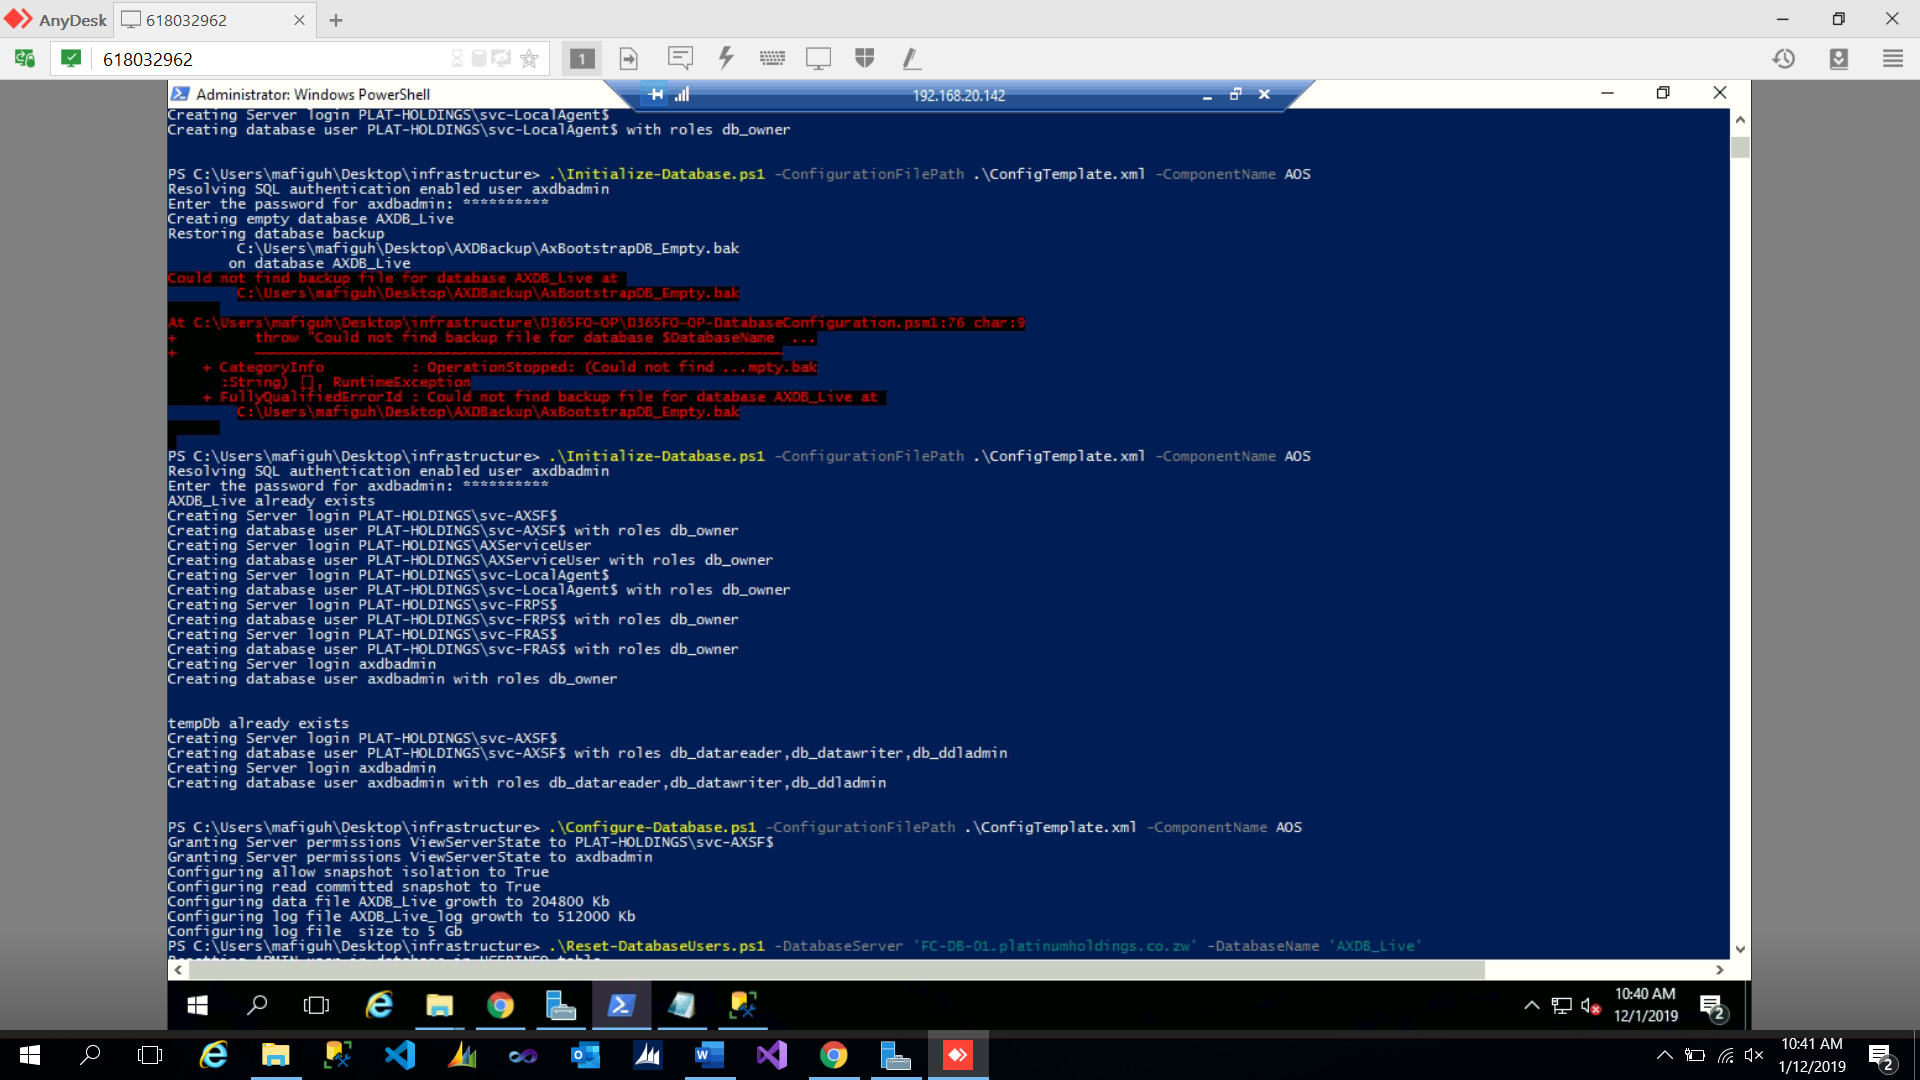 AnyDesk
618032962
618032962
1
Administrator: Windows PowerShell
192.168.20.142
Creating Server login PLAT-HOLDINGS\svc-LocalAgent$
Creating database user PLAT-HOLDINGS\svc-LocalAgent$ with roles db_owner
PS C:\Users\mafiguh\Desktop\infrastructure> .\Initialize-Database.ps1 -ConfigurationFilePath .\ConfigTemplate.xml -ComponentName AOS
Resolving SQL authentication enabled user axdbadmin
Enter the password for axdbadmin: **********
Creating empty database AXDB_Live
Restoring database backup
C:\Users\mafiguh\Desktop\AXDBackup\AxBootstrapDB_Empty.bak
on database AXDB_Live
Could not find backup file for database AXDB_Live at
C:\Users\mafiguh\Desktop\AXDBackup\AxBootstrapDB_Empty.bak
At C:\Users\mafiguh\Desktop\infrastructure\D365FO-OP\D365FO-OP-DatabaseConfiguration.psm1:76 char:9
+ throw "Could not find backup file for database $DatabaseName ...
+ ~~~~~~~~~~~~~~~~~~~~~~~~~~~~~~~~~~~~~~~~~~~~~~~~~~~~~~~~~~~~~
+ CategoryInfo : OperationStopped: (Could not find ...mpty.bak
:String) [], RuntimeException
+ FullyQualifiedErrorId : Could not find backup file for database AXDB_Live at
C:\Users\mafiguh\Desktop\AXDBackup\AxBootstrapDB_Empty.bak
PS C:\Users\mafiguh\Desktop\infrastructure> .\Initialize-Database.ps1 -ConfigurationFilePath .\ConfigTemplate.xml -ComponentName AOS
Resolving SQL authentication enabled user axdbadmin
Enter the password for axdbadmin: **********
AXDB_Live already exists
Creating Server login PLAT-HOLDINGS\svc-AXSF$
Creating database user PLAT-HOLDINGS\svc-AXSF$ with roles db_owner
Creating Server login PLAT-HOLDINGS\AXServiceUser
Creating database user PLAT-HOLDINGS\AXServiceUser with roles db_owner
Creating Server login PLAT-HOLDINGS\svc-LocalAgent$
Creating database user PLAT-HOLDINGS\svc-LocalAgent$ with roles db_owner
Creating Server login PLAT-HOLDINGS\svc-FRPS$
Creating database user PLAT-HOLDINGS\svc-FRPS$ with roles db_owner
Creating Server login PLAT-HOLDINGS\svc-FRAS$
Creating database user PLAT-HOLDINGS\svc-FRAS$ with roles db_owner
Creating Server login axdbadmin
Creating database user axdbadmin with roles db_owner
tempDb already exists
Creating Server login PLAT-HOLDINGS\svc-AXSF$
Creating database user PLAT-HOLDINGS\svc-AXSF$ with roles db_datareader,db_datawriter,db_ddladmin
Creating Server login axdbadmin
Creating database user axdbadmin with roles db_datareader,db_datawriter,db_ddladmin
PS C:\Users\mafiguh\Desktop\infrastructure> .\Configure-Database.ps1 -ConfigurationFilePath .\ConfigTemplate.xml -ComponentName AOS
Granting Server permissions ViewServerState to PLAT-HOLDINGS\svc-AXSF$
Granting Server permissions ViewServerState to axdbadmin
Configuring allow snapshot isolation to True
Configuring read committed snapshot to True
Configuring data file AXDB_Live growth to 204800 Kb
Configuring log file AXDB_Live_log growth to 512000 Kb
Configuring log file size to 5 Gb
PS C:\Users\mafiguh\Desktop\infrastructure> .\Reset-DatabaseUsers.ps1 -DatabaseServer 'FC-DB-01.platinumholdings.co.zw' -DatabaseName 'AXDB_Live'
Resetting ADMIN user in database in USERINFO table
10:40 AM
12/1/2019
2
10:41 AM
1/12/2019
2